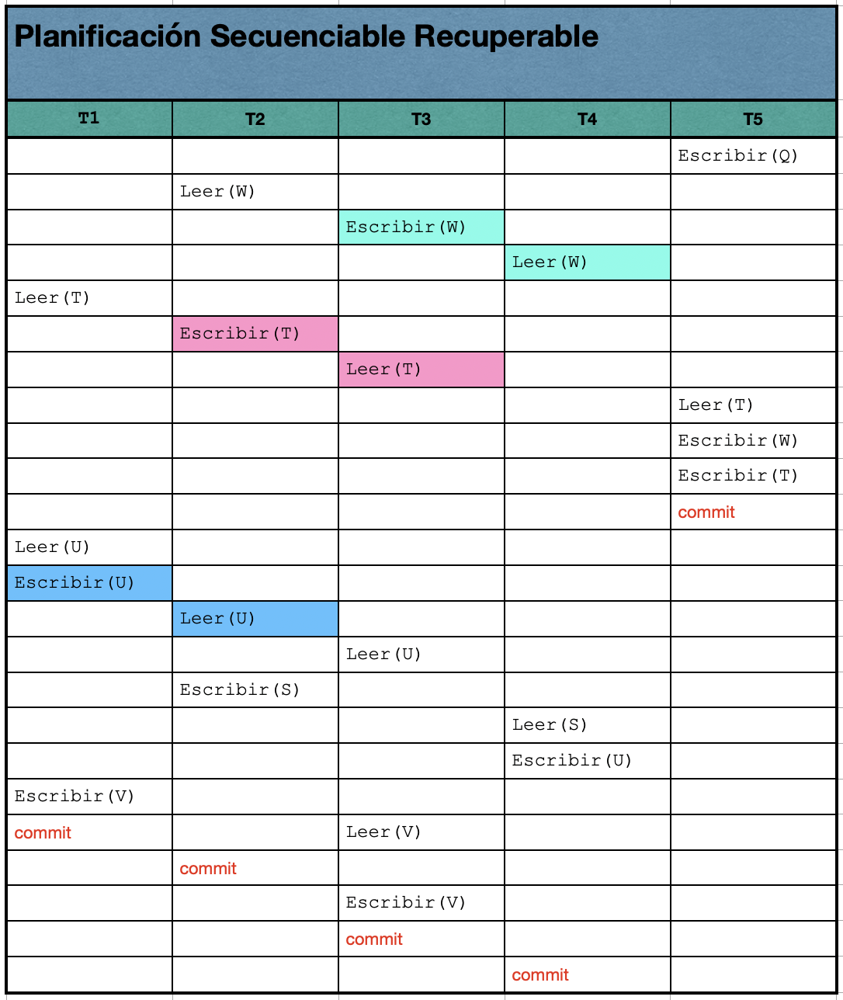 Planificación Secuenciable Recuperable
T1 T2 T3 T4 T5
Escribir(Q)
Leer(W)
Escribir(W)
Leer(W)
Leer(T)
Escribir(T)
Leer(T)
Leer(T)
Escribir(W)
Escribir(T)
commit
Leer(U)
Escribir(U)
Leer(U)
Leer(U)
Escribir(S)
Leer(S)
Escribir(U)
Escribir(V)
commit Leer(V)
commit
Escribir(V)
commit
commit